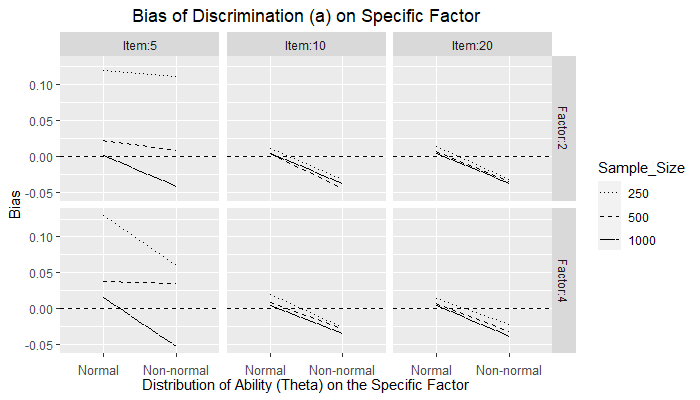 Bias of Discrimination (a) on Specific Factor
Item:5
Item:10
Item:20
0.10
0.05
0.00
-0.05
Factor:2
0.10
0.05
0.00
-0.05
Factor:4
Bias
Normal
Non-normal
Normal
Non-normal
Normal
Non-normal
Distribution of Ability (Theta) on the Specific Factor
Sample_Size
250
500
1000